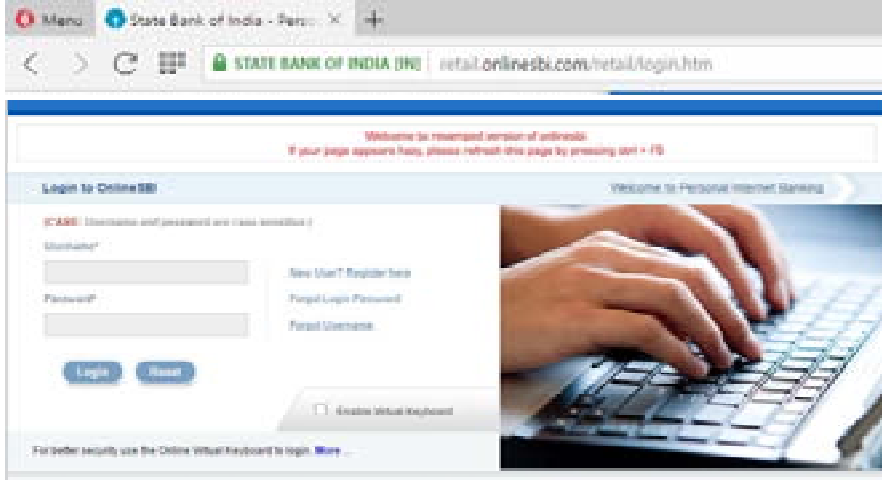 Menu State Bank of India - Perso
STATE BANK OF INDIA [IN] retail.onlinesbi.com/retail/login.htm
Welcome to revamped version of onlinesbi
If your page appears hazy, please refresh this page by pressing ctrl + F5
Login to OnlineSBI Welcome to Personal Internet Banking
(CARE: Username and password are case sensitive.)
Username*
New User? Register here
Password*
Forgot Login Password
Forgot Username
Login Reset
Enable Virtual Keyboard
For better security use the Online Virtual Keyboard to login. More ...